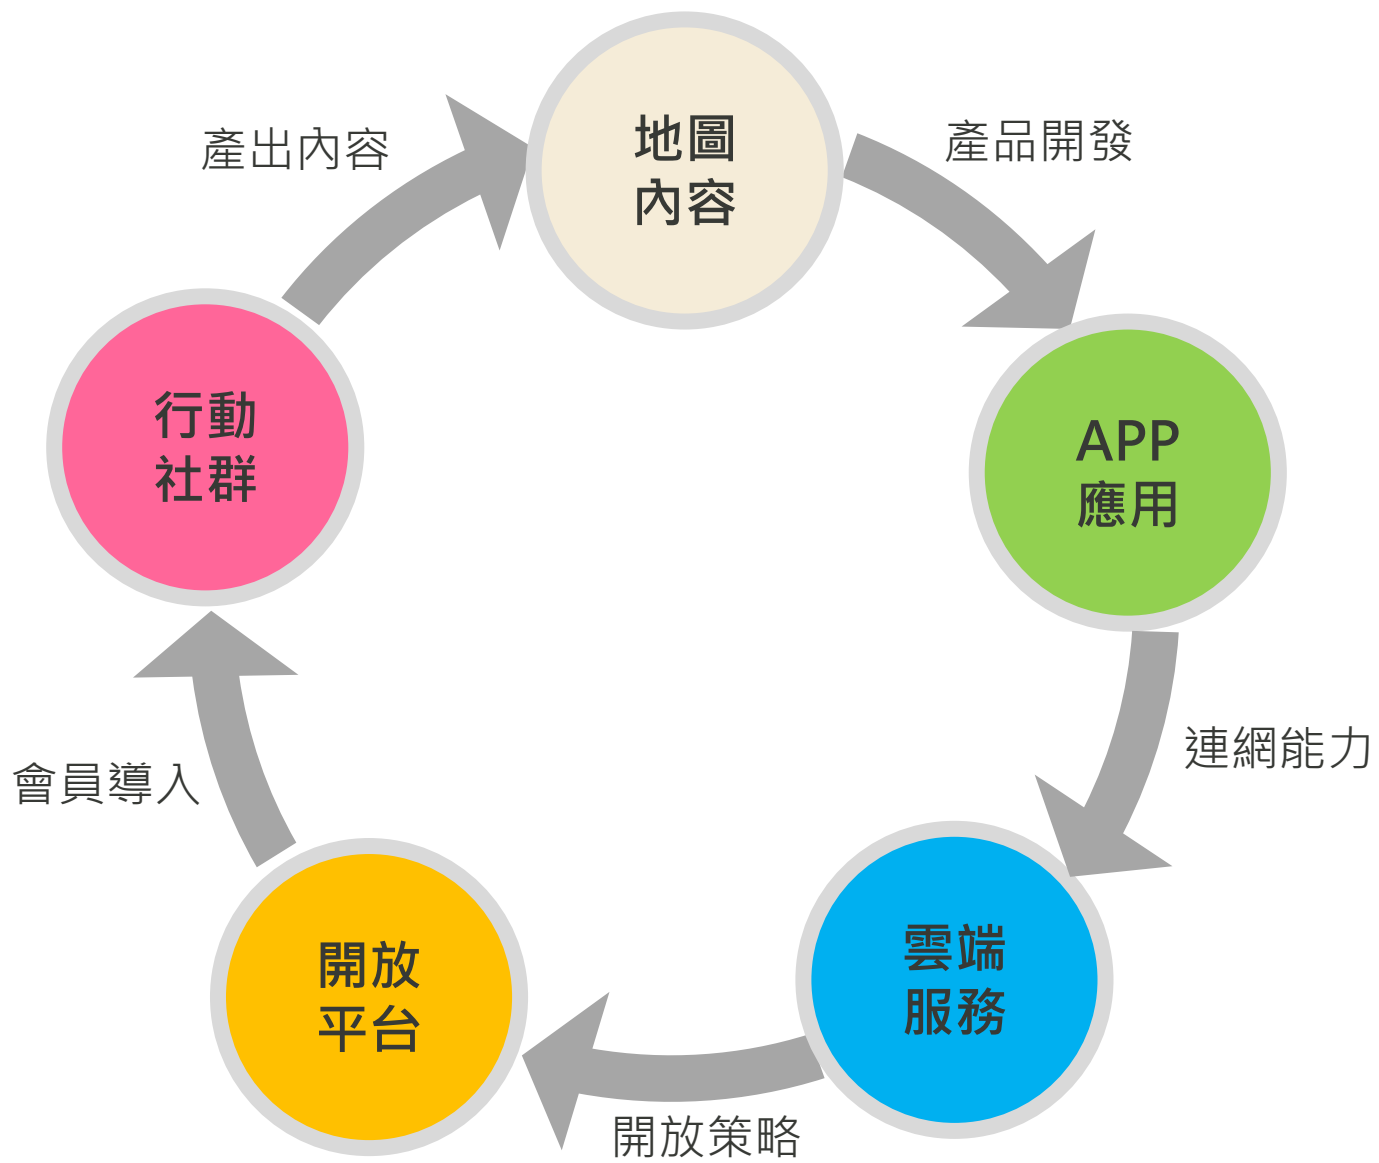 地圖
內容
產品開發
APP
應用
連網能力
雲端
服務
開放策略
開放
平台
會員導入
行動
社群
產出內容